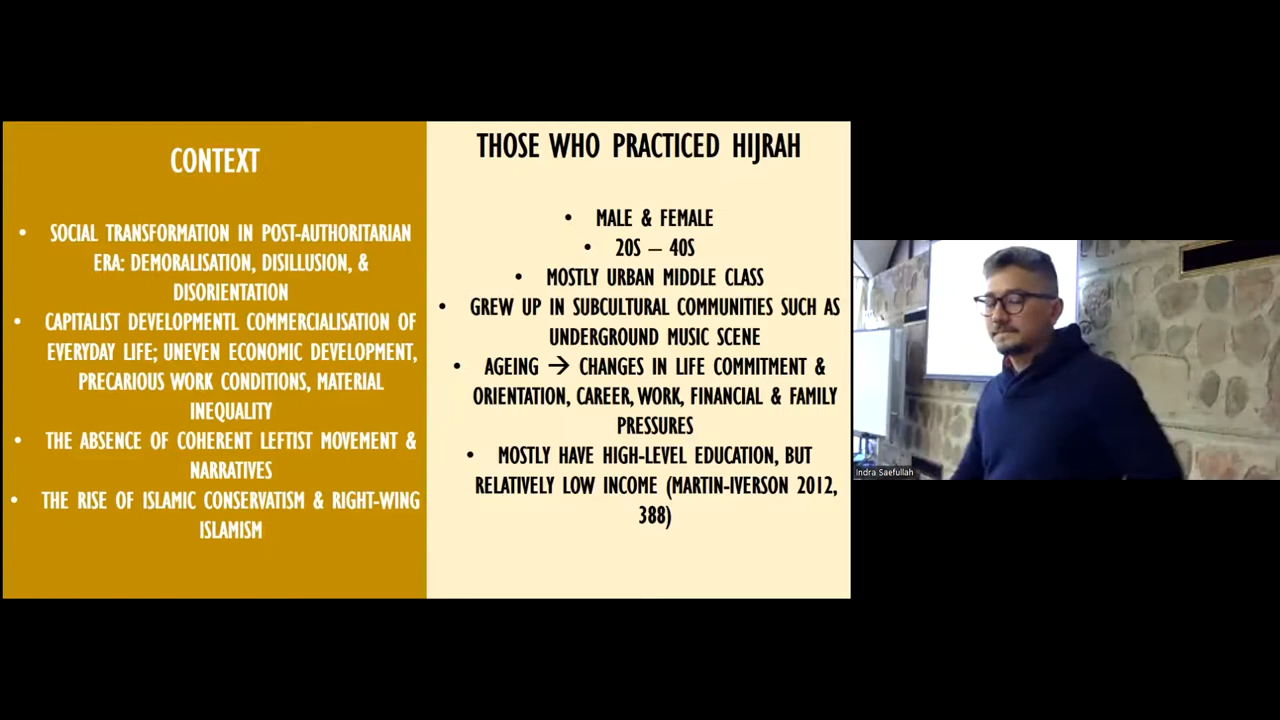 CONTEXT
• SOCIAL TRANSFORMATION IN POST-AUTHORITARIAN
ERA: DEMORALISATION, DISILLUSION, &
DISORIENTATION
• CAPITALIST DEVELOPMENTL COMMERCIALISATION OF
EVERYDAY LIFE; UNEVEN ECONOMIC DEVELOPMENT,
PRECARIOUS WORK CONDITIONS, MATERIAL
INEQUALITY
• THE ABSENCE OF COHERENT LEFTIST MOVEMENT &
NARRATIVES
• THE RISE OF ISLAMIC CONSERVATISM & RIGHT-WING
ISLAMISM
THOSE WHO PRACTICED HIJRAH
• MALE & FEMALE
• 20S – 40S
• MOSTLY URBAN MIDDLE CLASS
• GREW UP IN SUBCULTURAL COMMUNITIES SUCH AS
UNDERGROUND MUSIC SCENE
• AGEING → CHANGES IN LIFE COMMITMENT &
ORIENTATION, CAREER, WORK, FINANCIAL & FAMILY
PRESSURES
• MOSTLY HAVE HIGH-LEVEL EDUCATION, BUT
RELATIVELY LOW INCOME (MARTIN-IVERSON 2012,
388)
Indra Saefullah